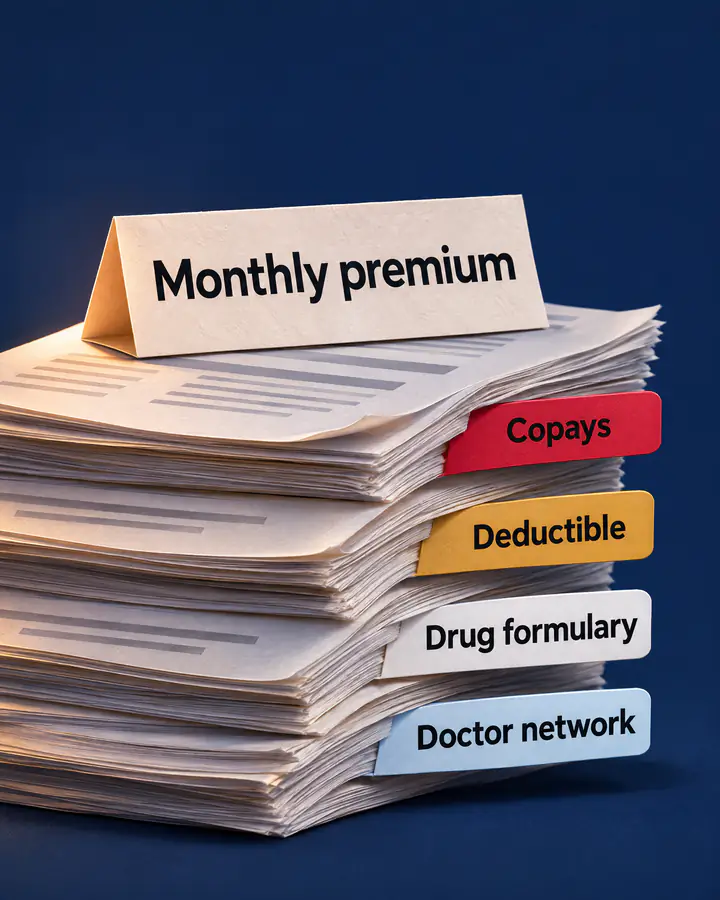 Monthly premium
Copays
Deductible
Drug formulary
Doctor network